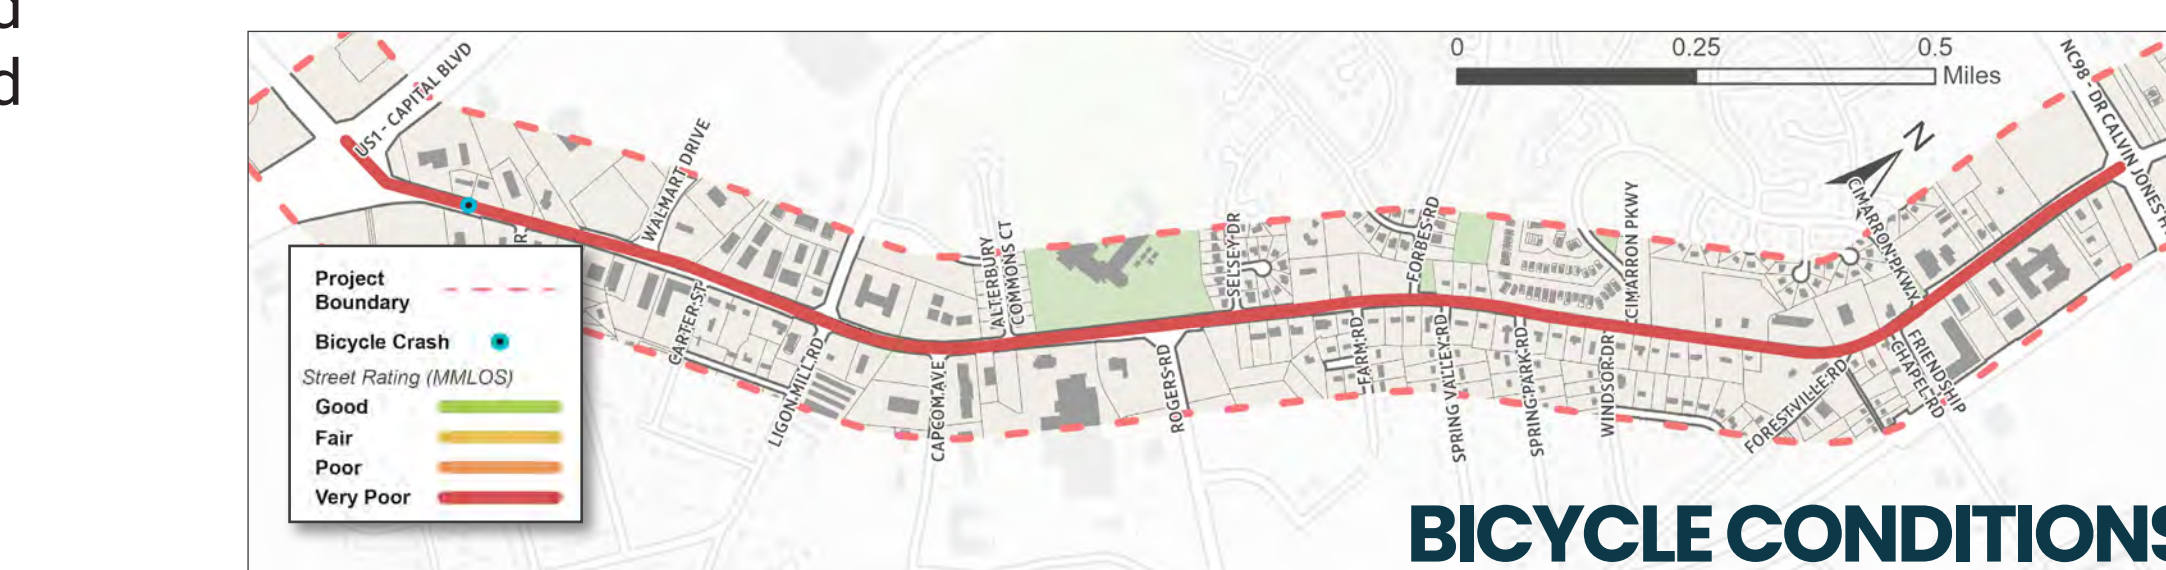 d
d
US1 - CAPITAL BLVD
WALMART DRIVE
CARTER ST
LIGON MILL RD
CAPCOM AVE
ALTERBURY
COMMONS CT
ROGERS RD
SELSEY DR
FARM RD
FORBES RD
SPRING VALLEY RD
SPRING PARK RD
WINDSOR DR
CIMARRON PKWY
FORESTVILLE RD
CIMARRON PKWY
FRIENDSHIP
CHAPEL RD
NC98 - DR CALVIN JONES H
0 0.25 0.5
Miles
N
R
Project
Boundary
Bicycle Crash
Street Rating (MMLOS)
Good
Fair
Poor
Very Poor
BICYCLE CONDITIONS